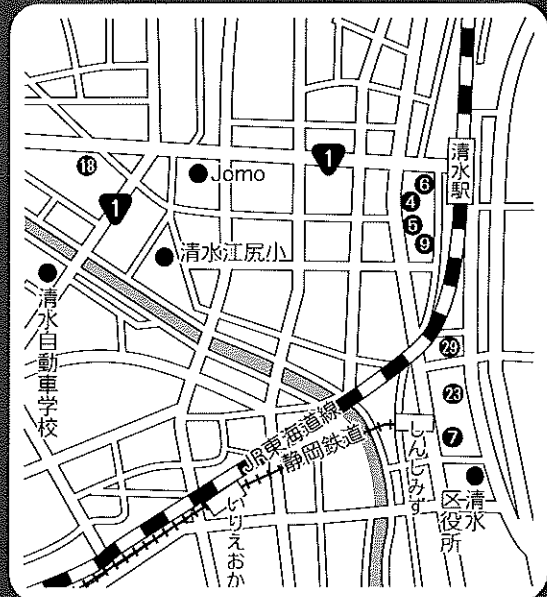 1
清水駅
18
Jomo
6
4
1
5
9
清水江尻小
清水自動車学校
29
23
JR東海道線
静岡鉄道
しんしみず
7
いりえおか
清水
区役所